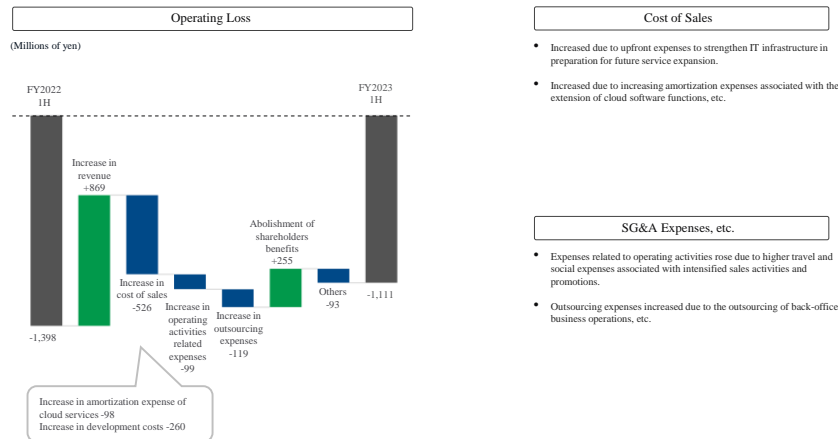 Operating Loss
(Millions of yen)
FY2022
1H
FY2023
1H
Increase in
revenue
+869
Increase in
cost of sales
-526
Increase in
operating
activities
related
expenses
-99
Increase in
outsourcing
expenses
-119
Abolishment of
shareholders
benefits
+255
Others
-93
-1,111
-1,398
Increase in amortization expense of
cloud services -98
Increase in development costs -260
Cost of Sales
• Increased due to upfront expenses to strengthen IT infrastructure in
preparation for future service expansion.
• Increased due to increasing amortization expenses associated with the
extension of cloud software functions, etc.
SG&A Expenses, etc.
• Expenses related to operating activities rose due to higher travel and
social expenses associated with intensified sales activities and
promotions.
• Outsourcing expenses increased due to the outsourcing of back-office
business operations, etc.